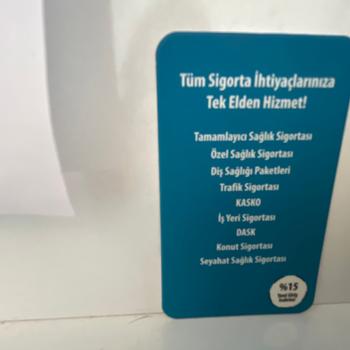 Tüm Sigorta İhtiyaçlarınıza
Tek Elden Hizmet!
Tamamlayıcı Sağlık Sigortası
Özel Sağlık Sigortası
Diş Sağlığı Paketleri
Trafik Sigortası
KASKO
İş Yeri Sigortası
DASK
Konut Sigortası
Seyahat Sağlık Sigortası
%15